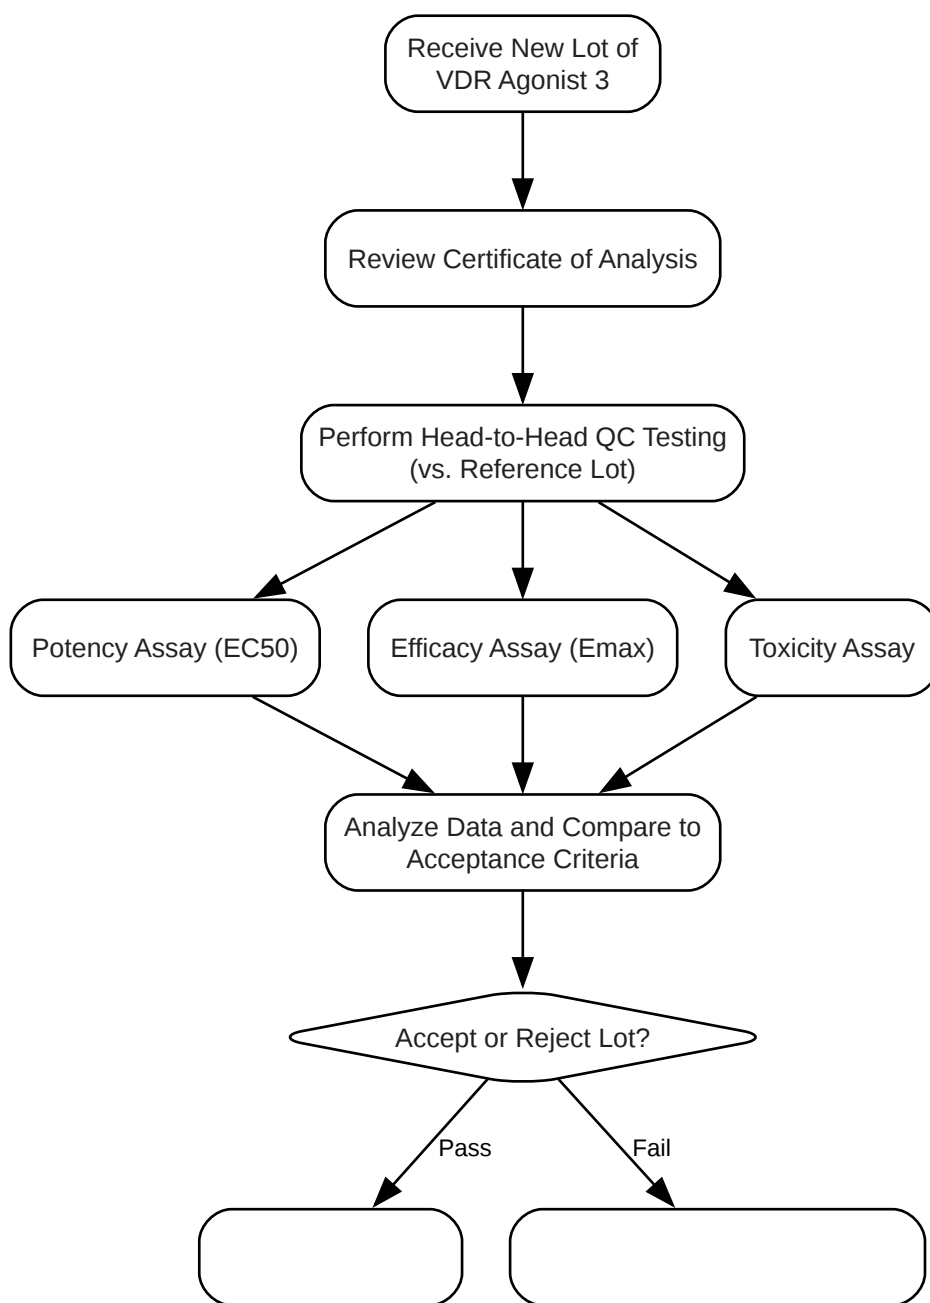 Receive New Lot of
VDR Agonist 3
Review Certificate of Analysis
Perform Head-to-Head QC Testing
(vs. Reference Lot)
Potency Assay (EC50)
Efficacy Assay (Emax)
Toxicity Assay
Analyze Data and Compare to
Acceptance Criteria
Accept or Reject Lot?
Pass
Fail